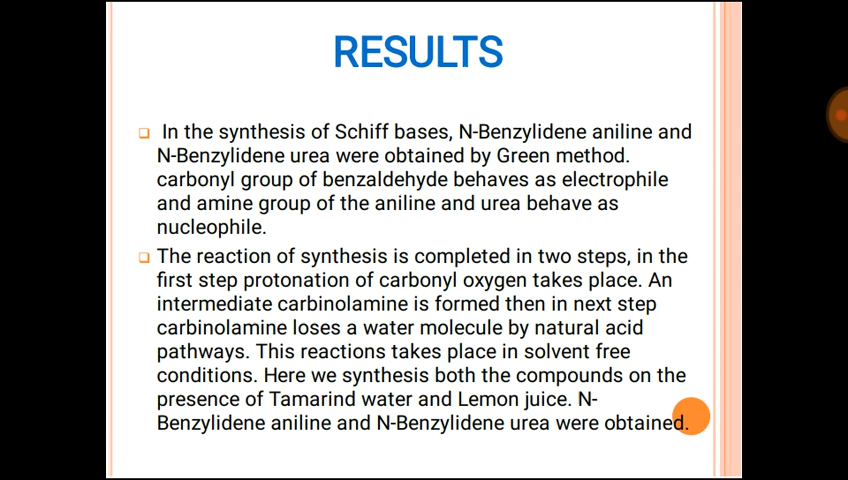 RESULTS
In the synthesis of Schiff bases, N-Benzylidene aniline and
N-Benzylidene urea were obtained by Green method.
carbonyl group of benzaldehyde behaves as electrophile
and amine group of the aniline and urea behave as
nucleophile.
The reaction of synthesis is completed in two steps, in the
first step protonation of carbonyl oxygen takes place. An
intermediate carbinolamine is formed then in next step
carbinolamine loses a water molecule by natural acid
pathways. This reactions takes place in solvent free
conditions. Here we synthesis both the compounds on the
presence of Tamarind water and Lemon juice. N-
Benzylidene aniline and N-Benzylidene urea were obtained.